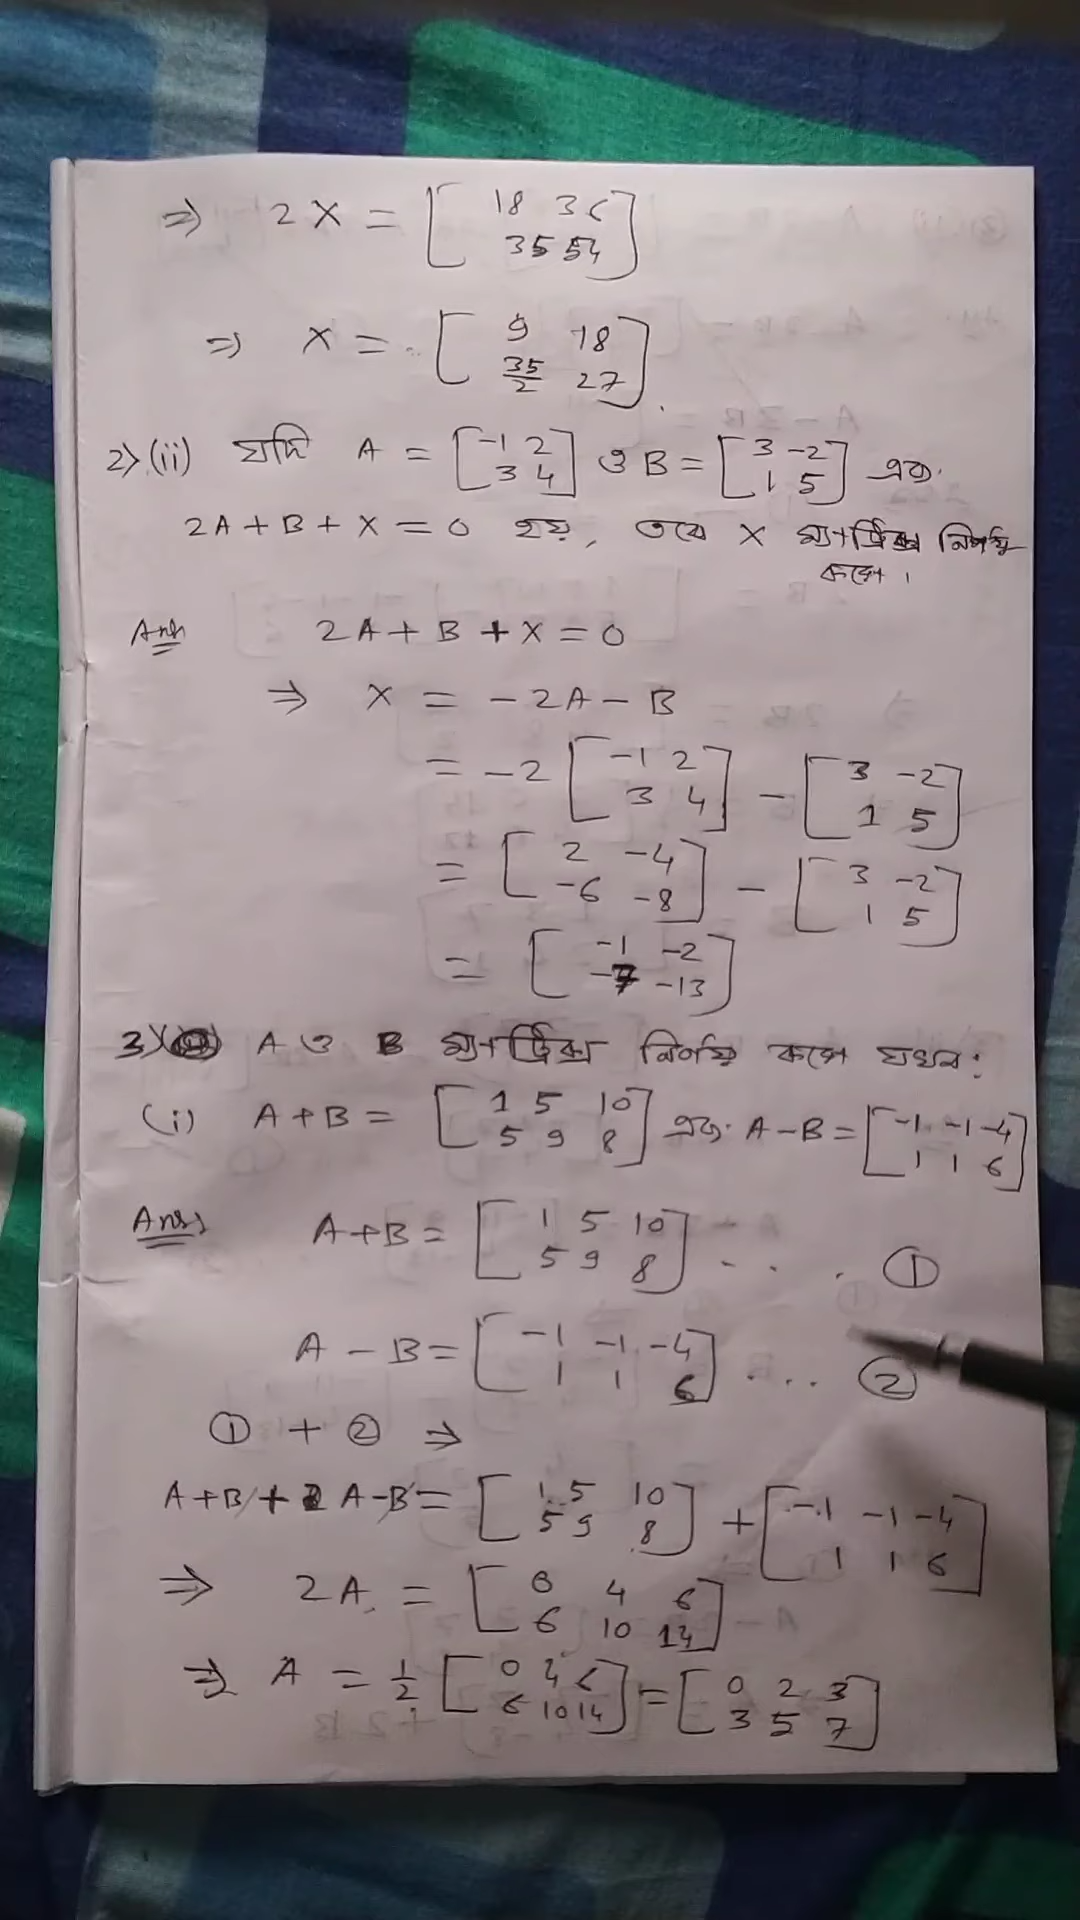 ⇒ 2X = [18 36
35 54]
⇒ X = [9 18
35/2 27].
2>(ii) যদি A = [-1 2
3 4] ও B = [3 -2
1 5] এবং
2A + B + X = 0 হয়, তবে X ম্যাট্রিক্স নির্ণয়
করো।
Ans 2A + B + X = 0
⇒ X = -2A - B
= -2 [-1 2
3 4] - [3 -2
1 5]
= [2 -4
-6 -8] - [3 -2
1 5]
= [-1 -2
-7 -13]
3> A ও B ম্যাট্রিক্স নির্ণয় করো যখন:
(i) A + B = [1 5 10
5 9 8] এবং A - B = [-1 -1 -4
1 1 6]
Ans> A + B = [1 5 10
5 9 8] ... ①
A - B = [-1 -1 -4
1 1 6] .... ②
① + ② ⇒
A + B + A - B = [1 5 10
5 9 8] + [-1 -1 -4
1 1 6]
⇒ 2A = [0 4 6
6 10 14]
⇒ A = 1/2 [0 4 6
6 10 14] = [0 2 3
3 5 7]